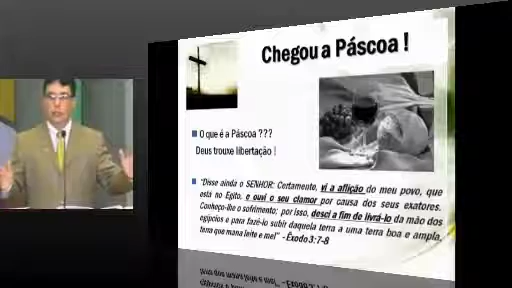 Chegou a Páscoa !
O que é a Páscoa ???
Deus trouxe libertação !
“Disse ainda o SENHOR: Certamente, vi a aflição do meu povo, que
está no Egito, e ouvi o seu clamor por causa dos seus exatores.
Conheço-lhe o sofrimento; por isso, desci a fim de livrá-lo da mão dos
egípcios e para fazê-lo subir daquela terra a uma terra boa e ampla,
terra que mana leite e mel” - Êxodo 3:7-8